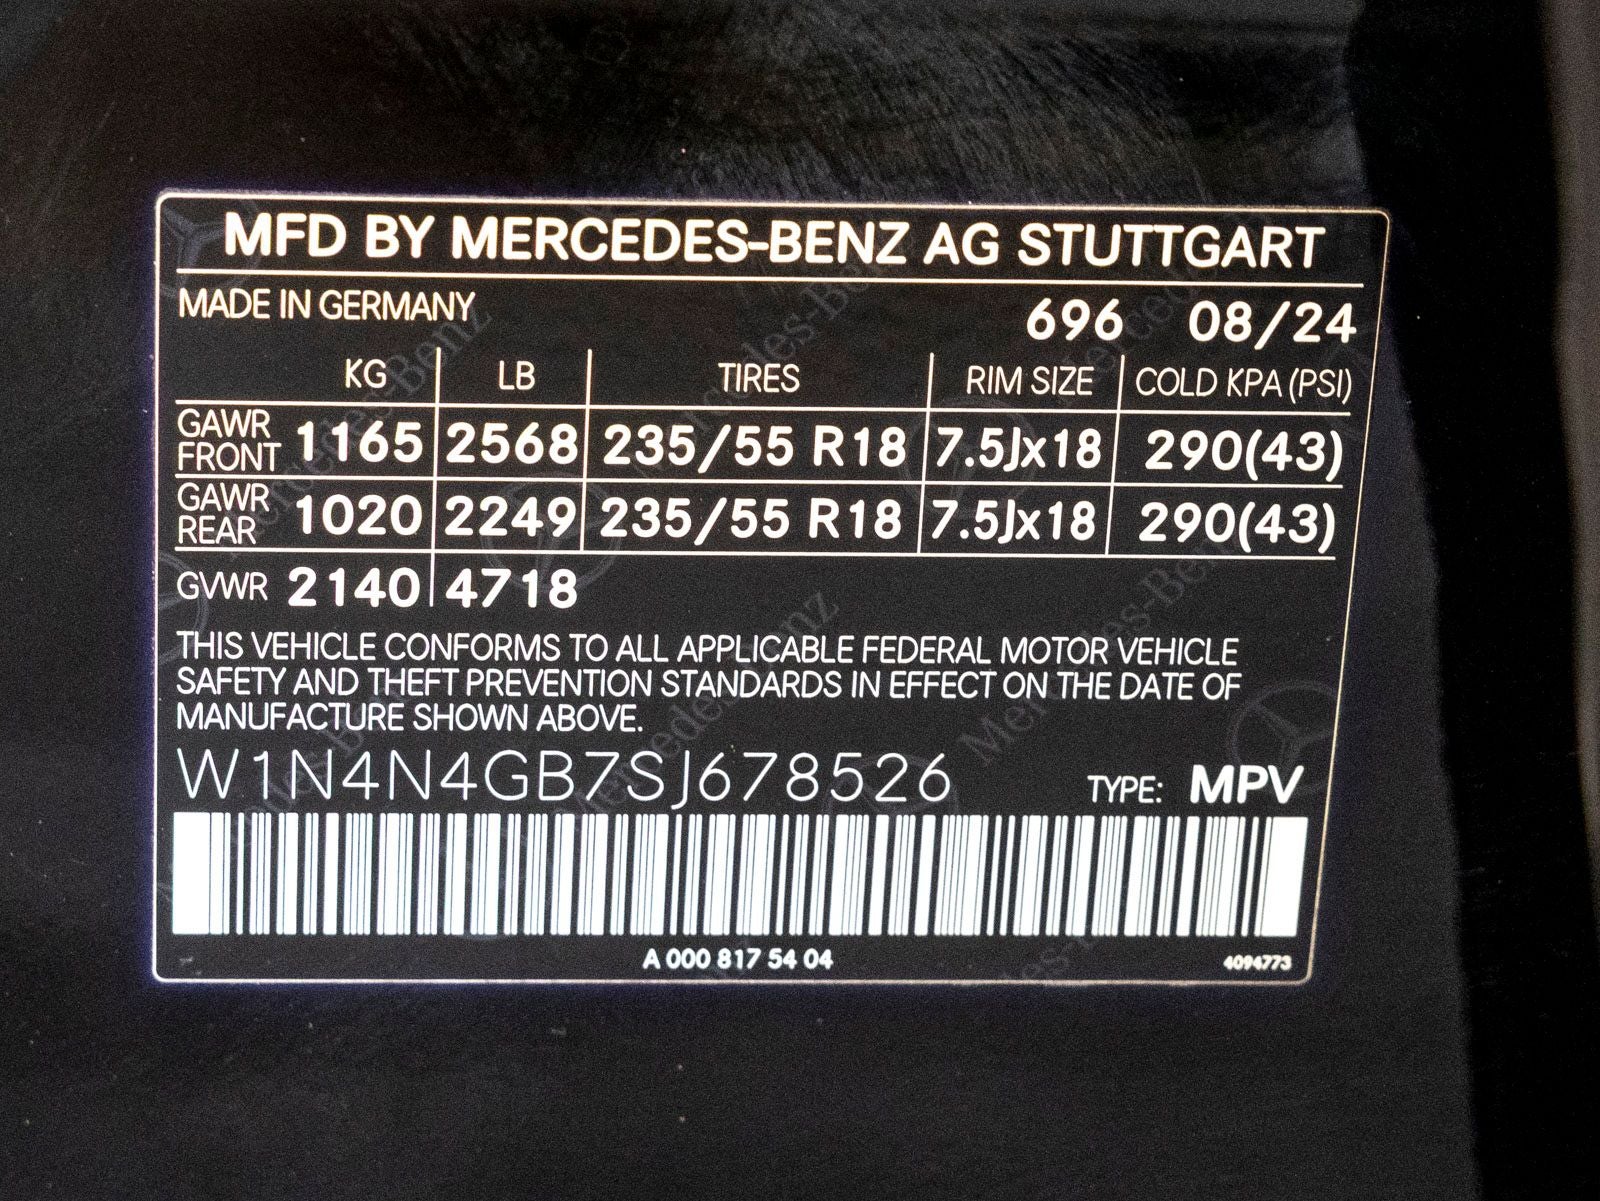 MFD BY MERCEDES-BENZ AG STUTTGART
MADE IN GERMANY 696 08/24
KG LB TIRES RIM SIZE COLD KPA (PSI)
GAWR FRONT 1165 2568 235/55 R18 7.5Jx18 290(43)
GAWR REAR 1020 2249 235/55 R18 7.5Jx18 290(43)
GVWR 2140 4718
THIS VEHICLE CONFORMS TO ALL APPLICABLE FEDERAL MOTOR VEHICLE
SAFETY AND THEFT PREVENTION STANDARDS IN EFFECT ON THE DATE OF
MANUFACTURE SHOWN ABOVE.
W1N4N4GB7SJ678526 TYPE: MPV
A 000 817 54 04 4094773